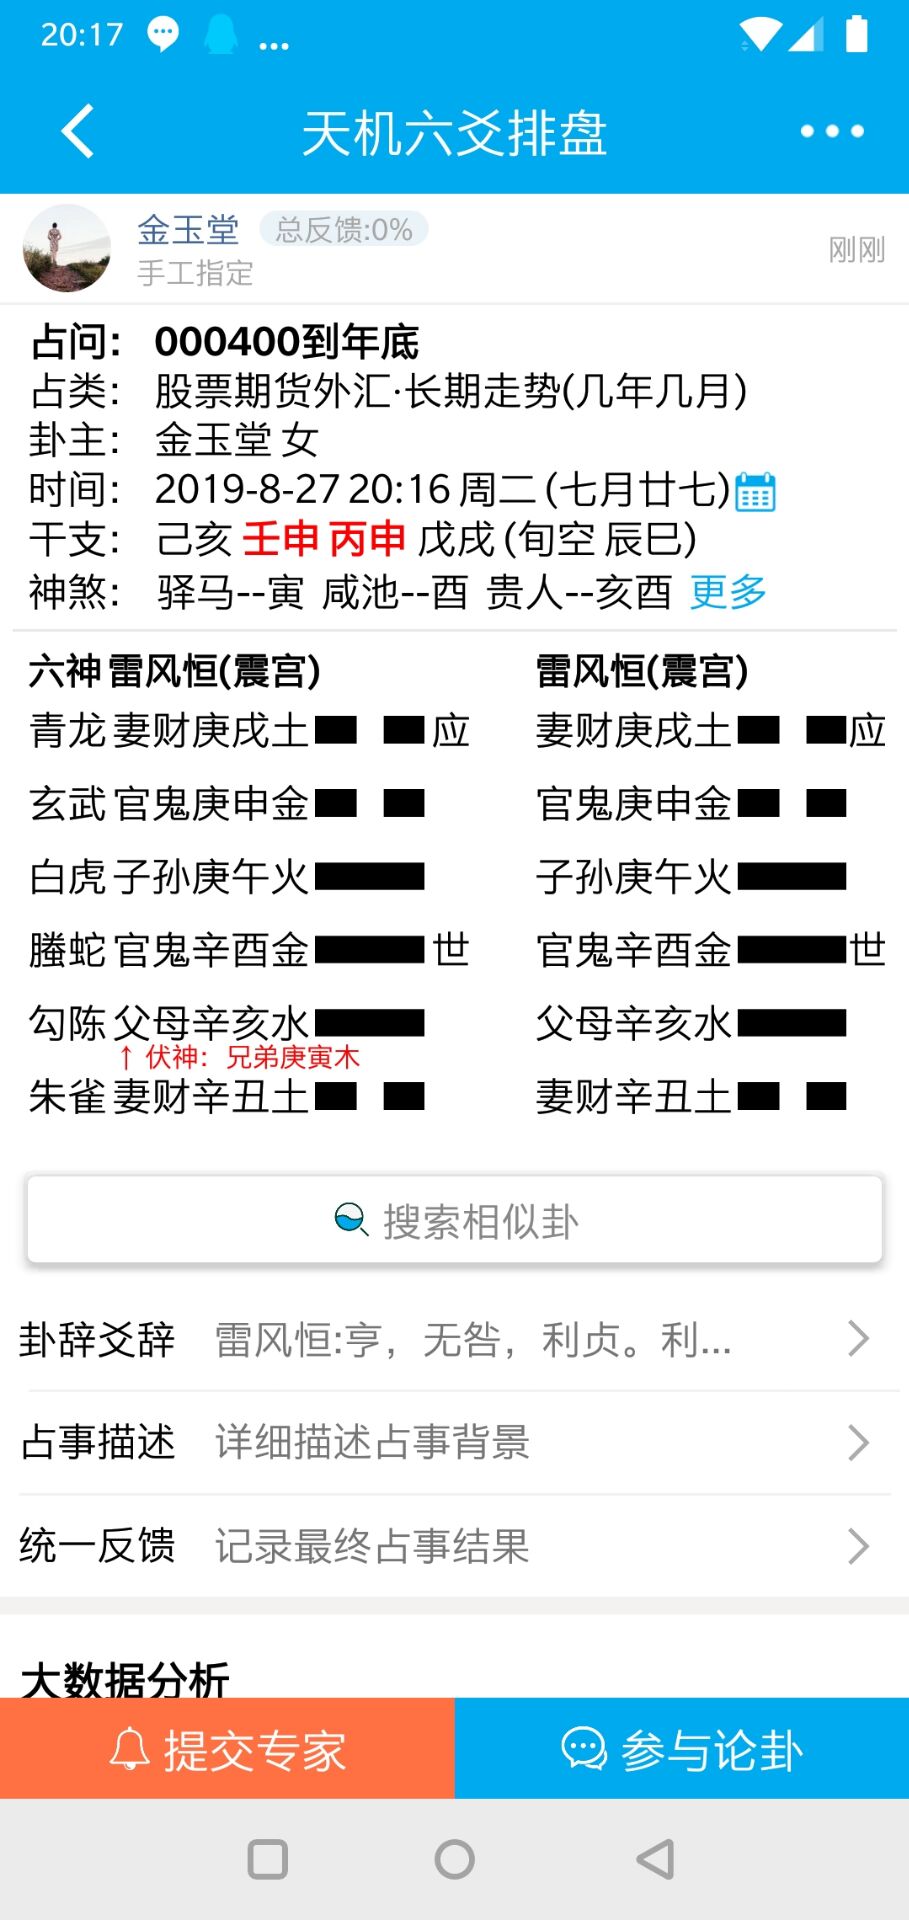 20:17
天机六爻排盘
金玉堂 总反馈:0%
手工指定
刚刚
占问: 000400到年底
占类: 股票期货外汇·长期走势(几年几月)
卦主: 金玉堂 女
时间: 2019-8-27 20:16 周二 (七月廿七)
干支: 己亥 壬申 丙申 戊戌 (旬空 辰巳)
神煞: 驿马--寅 咸池--酉 贵人--亥酉 更多
六神 雷风恒(震宫) 雷风恒(震宫)
青龙 妻财庚戌土 应 妻财庚戌土 应
玄武 官鬼庚申金 官鬼庚申金
白虎 子孙庚午火 子孙庚午火
螣蛇 官鬼辛酉金 世 官鬼辛酉金 世
勾陈 父母辛亥水 父母辛亥水
↑ 伏神: 兄弟庚寅木
朱雀 妻财辛丑土 妻财辛丑土
搜索相似卦
卦辞爻辞 雷风恒:亨，无咎，利贞。利...
占事描述 详细描述占事背景
统一反馈 记录最终占事结果
大数据分析
提交专家 参与论卦